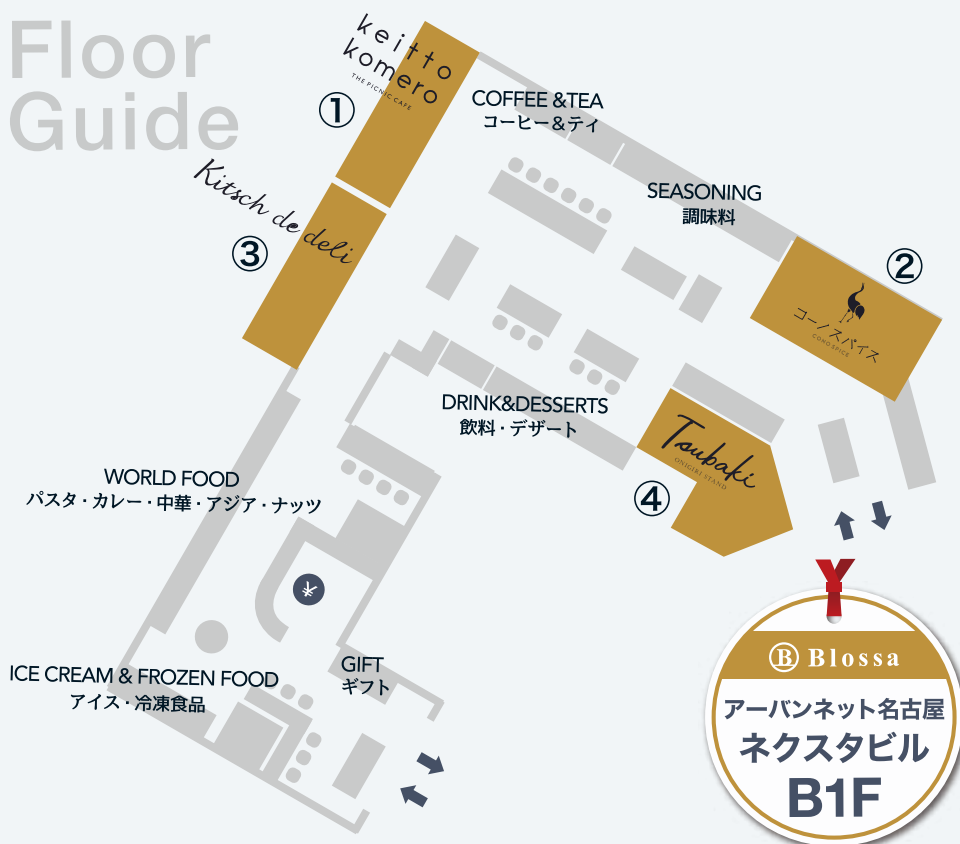 Floor
Guide
keitto
komero
THE PICNIC CAFE
①
COFFEE &TEA
コーヒー＆ティ
Kitsch de deli
③
SEASONING
調味料
②
コーノスパイス
COHO SPICE
DRINK&DESSERTS
飲料・デザート
Tsubaki
ONIGIRI STAND
④
WORLD FOOD
パスタ・カレー・中華・アジア・ナッツ
¥
ICE CREAM & FROZEN FOOD
アイス・冷凍食品
GIFT
ギフト
B Blossa
アーバンネット名古屋
ネクスタビル
B1F